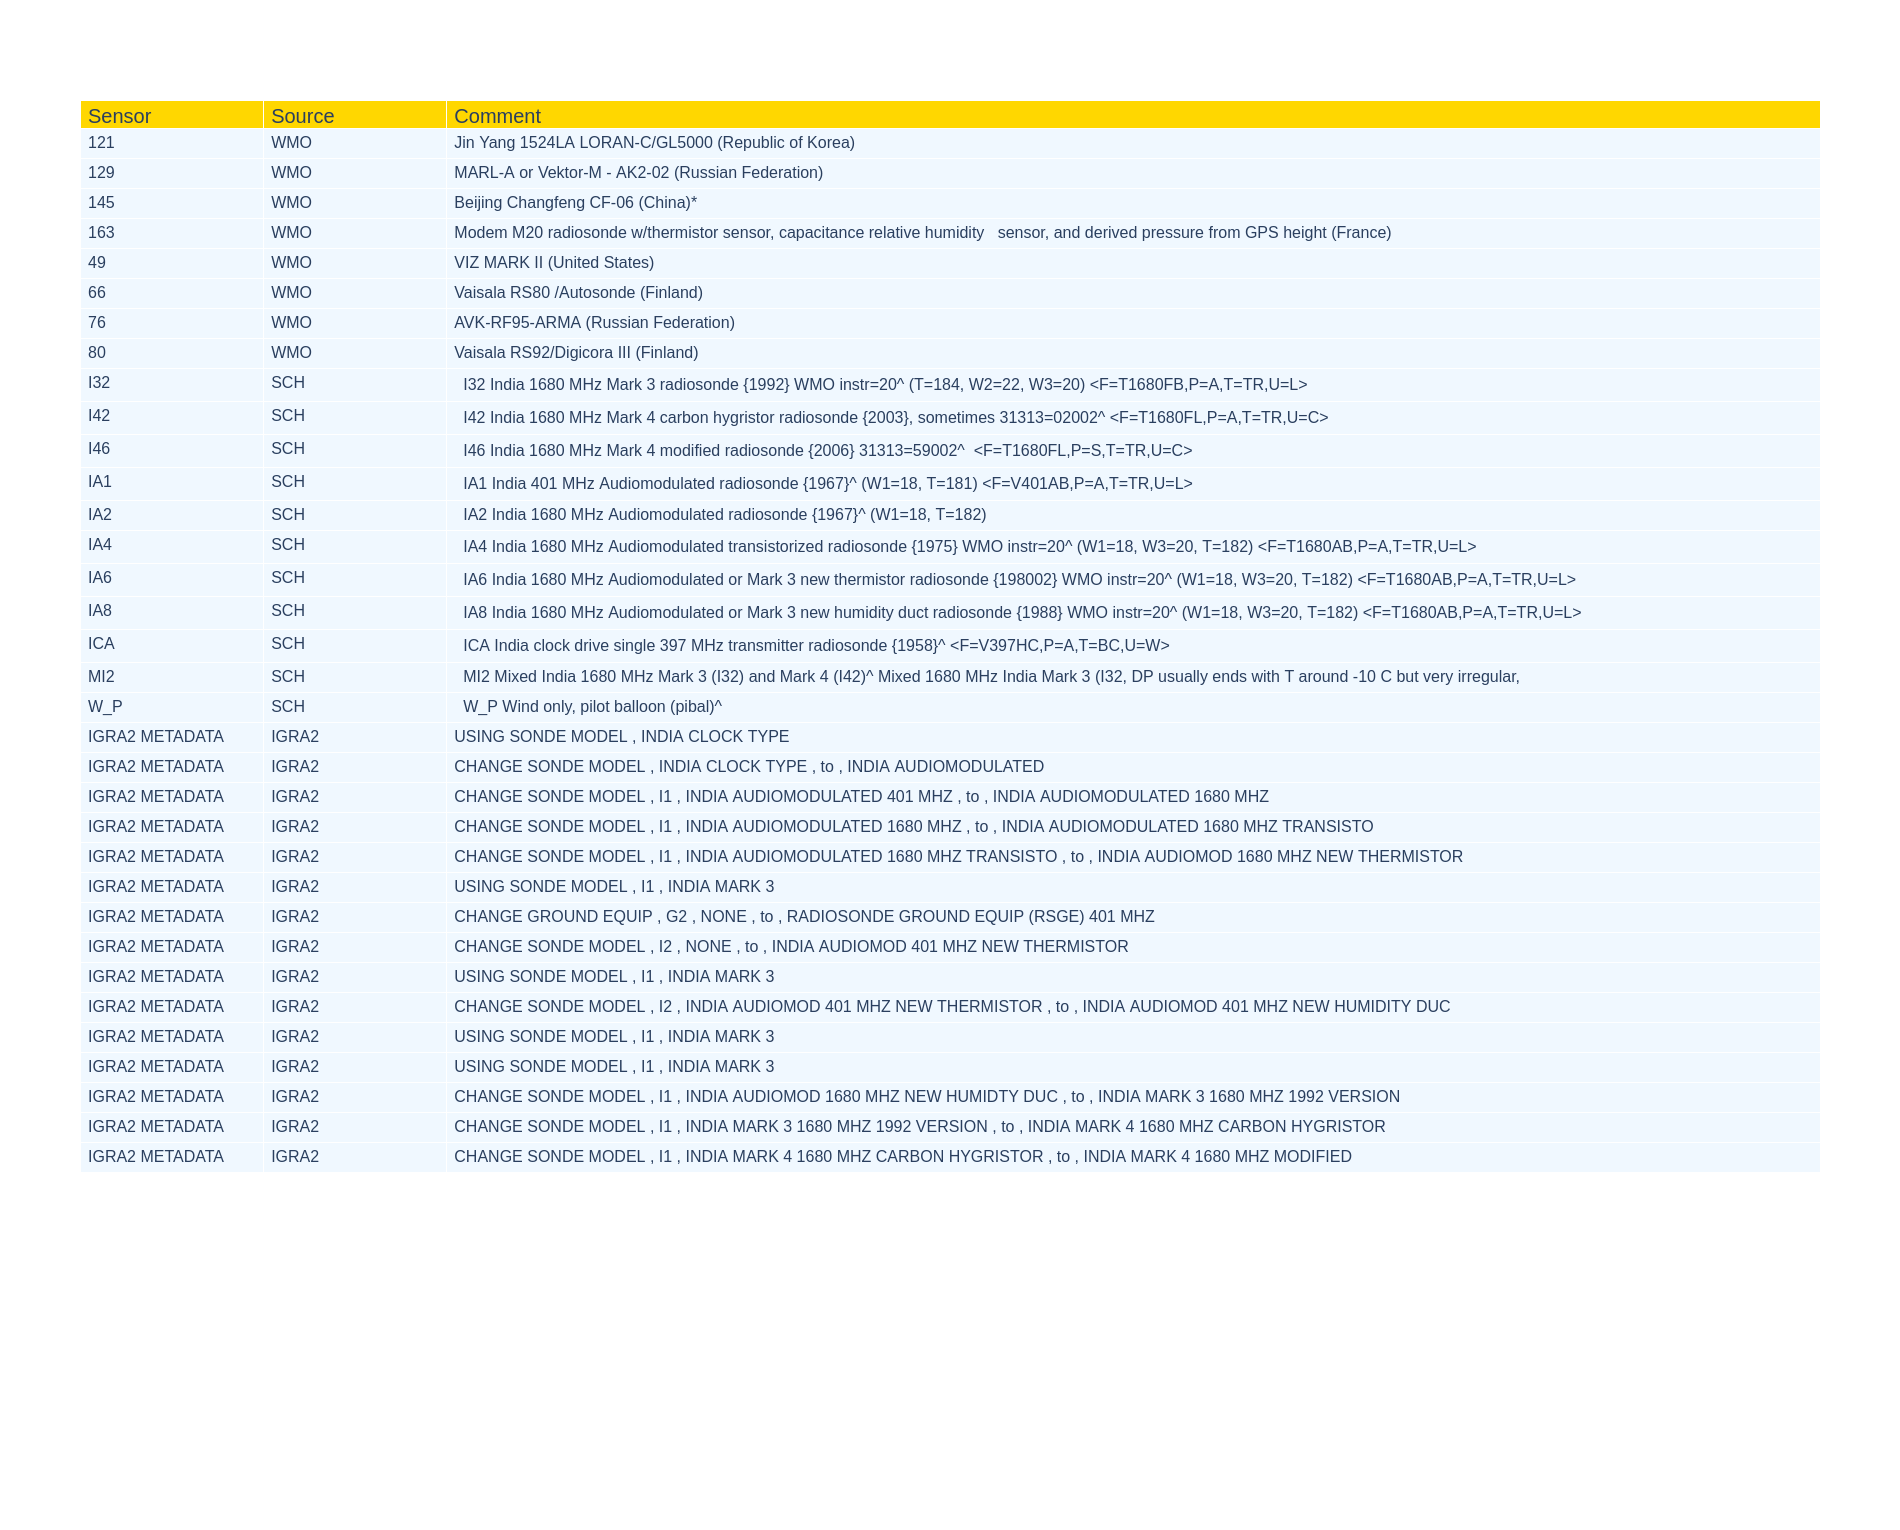 Sensor Source Comment
121 WMO Jin Yang 1524LA LORAN-C/GL5000 (Republic of Korea)
129 WMO MARL-A or Vektor-M - AK2-02 (Russian Federation)
145 WMO Beijing Changfeng CF-06 (China)*
163 WMO Modem M20 radiosonde w/thermistor sensor, capacitance relative humidity   sensor, and derived pressure from GPS height (France)
49 WMO VIZ MARK II (United States)
66 WMO Vaisala RS80 /Autosonde (Finland)
76 WMO AVK-RF95-ARMA (Russian Federation)
80 WMO Vaisala RS92/Digicora III (Finland)
I32 SCH I32 India 1680 MHz Mark 3 radiosonde {1992} WMO instr=20^ (T=184, W2=22, W3=20) <F=T1680FB,P=A,T=TR,U=L>
I42 SCH I42 India 1680 MHz Mark 4 carbon hygristor radiosonde {2003}, sometimes 31313=02002^ <F=T1680FL,P=A,T=TR,U=C>
I46 SCH I46 India 1680 MHz Mark 4 modified radiosonde {2006} 31313=59002^  <F=T1680FL,P=S,T=TR,U=C>
IA1 SCH IA1 India 401 MHz Audiomodulated radiosonde {1967}^ (W1=18, T=181) <F=V401AB,P=A,T=TR,U=L>
IA2 SCH IA2 India 1680 MHz Audiomodulated radiosonde {1967}^ (W1=18, T=182)
IA4 SCH IA4 India 1680 MHz Audiomodulated transistorized radiosonde {1975} WMO instr=20^ (W1=18, W3=20, T=182) <F=T1680AB,P=A,T=TR,U=L>
IA6 SCH IA6 India 1680 MHz Audiomodulated or Mark 3 new thermistor radiosonde {198002} WMO instr=20^ (W1=18, W3=20, T=182) <F=T1680AB,P=A,T=TR,U=L>
IA8 SCH IA8 India 1680 MHz Audiomodulated or Mark 3 new humidity duct radiosonde {1988} WMO instr=20^ (W1=18, W3=20, T=182) <F=T1680AB,P=A,T=TR,U=L>
ICA SCH ICA India clock drive single 397 MHz transmitter radiosonde {1958}^ <F=V397HC,P=A,T=BC,U=W>
MI2 SCH MI2 Mixed India 1680 MHz Mark 3 (I32) and Mark 4 (I42)^ Mixed 1680 MHz India Mark 3 (I32, DP usually ends with T around -10 C but very irregular,
W_P SCH W_P Wind only, pilot balloon (pibal)^
IGRA2 METADATA IGRA2 USING SONDE MODEL , INDIA CLOCK TYPE
IGRA2 METADATA IGRA2 CHANGE SONDE MODEL , INDIA CLOCK TYPE , to , INDIA AUDIOMODULATED
IGRA2 METADATA IGRA2 CHANGE SONDE MODEL , I1 , INDIA AUDIOMODULATED 401 MHZ , to , INDIA AUDIOMODULATED 1680 MHZ
IGRA2 METADATA IGRA2 CHANGE SONDE MODEL , I1 , INDIA AUDIOMODULATED 1680 MHZ , to , INDIA AUDIOMODULATED 1680 MHZ TRANSISTO
IGRA2 METADATA IGRA2 CHANGE SONDE MODEL , I1 , INDIA AUDIOMODULATED 1680 MHZ TRANSISTO , to , INDIA AUDIOMOD 1680 MHZ NEW THERMISTOR
IGRA2 METADATA IGRA2 USING SONDE MODEL , I1 , INDIA MARK 3
IGRA2 METADATA IGRA2 CHANGE GROUND EQUIP , G2 , NONE , to , RADIOSONDE GROUND EQUIP (RSGE) 401 MHZ
IGRA2 METADATA IGRA2 CHANGE SONDE MODEL , I2 , NONE , to , INDIA AUDIOMOD 401 MHZ NEW THERMISTOR
IGRA2 METADATA IGRA2 USING SONDE MODEL , I1 , INDIA MARK 3
IGRA2 METADATA IGRA2 CHANGE SONDE MODEL , I2 , INDIA AUDIOMOD 401 MHZ NEW THERMISTOR , to , INDIA AUDIOMOD 401 MHZ NEW HUMIDITY DUC
IGRA2 METADATA IGRA2 USING SONDE MODEL , I1 , INDIA MARK 3
IGRA2 METADATA IGRA2 USING SONDE MODEL , I1 , INDIA MARK 3
IGRA2 METADATA IGRA2 CHANGE SONDE MODEL , I1 , INDIA AUDIOMOD 1680 MHZ NEW HUMIDTY DUC , to , INDIA MARK 3 1680 MHZ 1992 VERSION
IGRA2 METADATA IGRA2 CHANGE SONDE MODEL , I1 , INDIA MARK 3 1680 MHZ 1992 VERSION , to , INDIA MARK 4 1680 MHZ CARBON HYGRISTOR
IGRA2 METADATA IGRA2 CHANGE SONDE MODEL , I1 , INDIA MARK 4 1680 MHZ CARBON HYGRISTOR , to , INDIA MARK 4 1680 MHZ MODIFIED